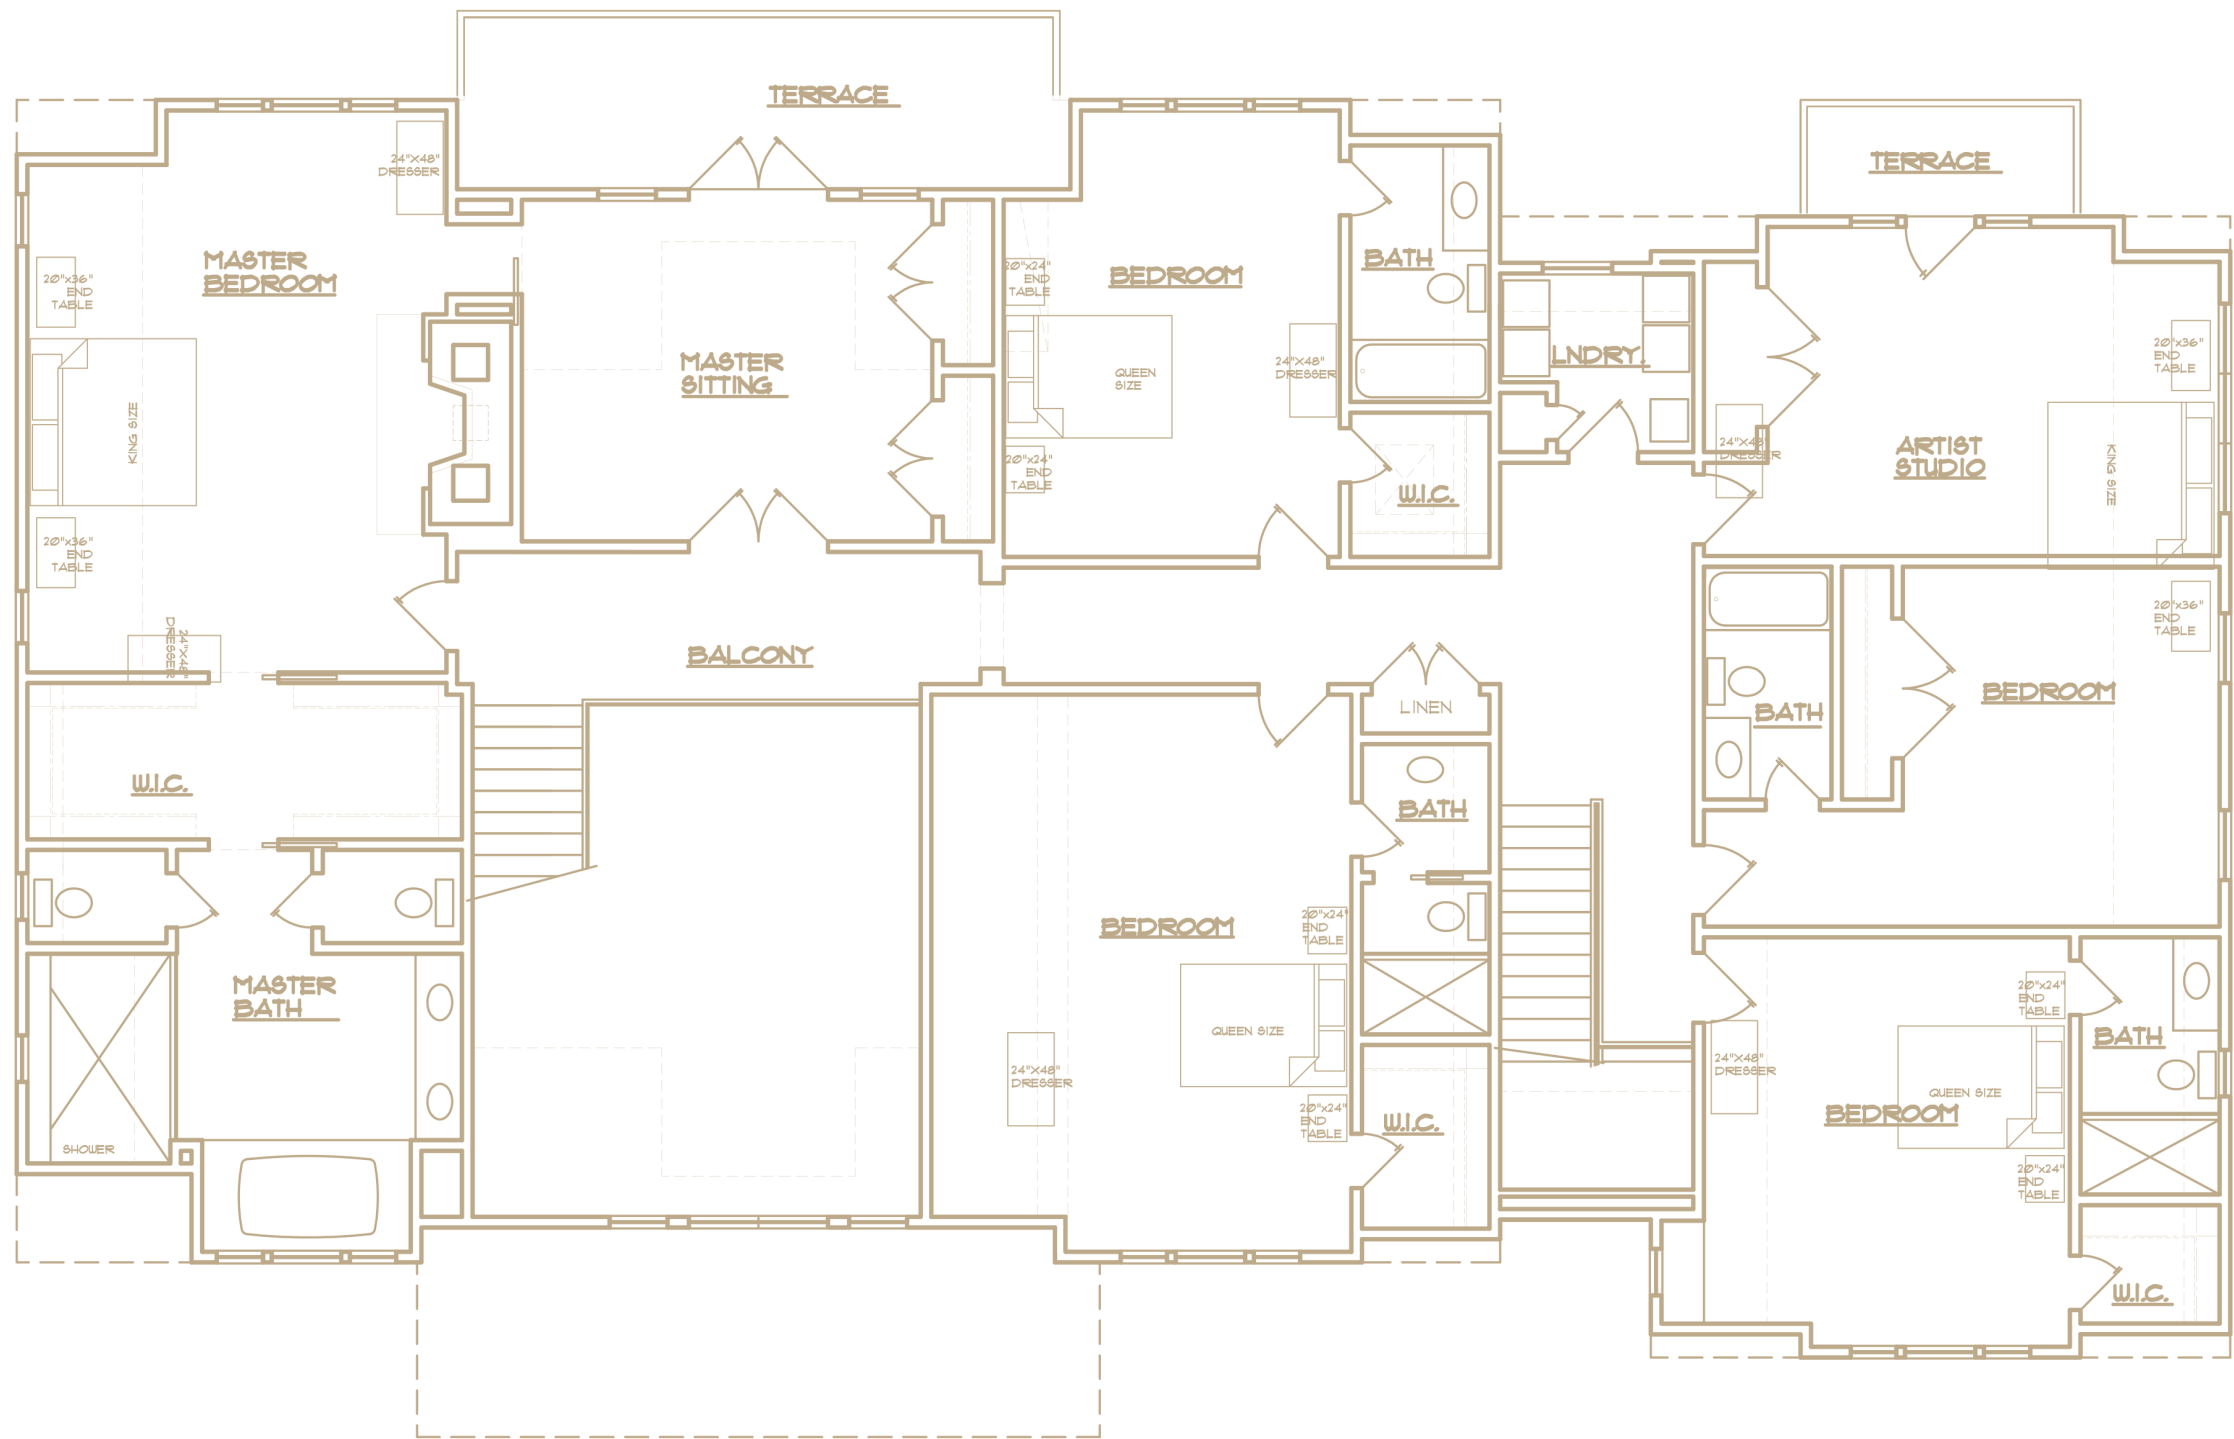 TERRACE
TERRACE
24"X48"
DRESSER
MASTER
BEDROOM
20"x36"
END
TABLE
KING SIZE
20"x36"
END
TABLE
24"X48"
DRESSER
MASTER
SITTING
BEDROOM
20"x24"
END
TABLE
QUEEN
SIZE
24"X48"
DRESSER
20"x24"
END
TABLE
BATH
W.I.C.
LNDRY.
ARTIST
STUDIO
24"X48"
DRESSER
20"x36"
END
TABLE
KING SIZE
20"x36"
END
TABLE
BALCONY
LINEN
BATH
BEDROOM
W.I.C.
BATH
BEDROOM
20"x24"
END
TABLE
QUEEN SIZE
24"X48"
DRESSER
20"x24"
END
TABLE
W.I.C.
MASTER
BATH
SHOWER
20"x24"
END
TABLE
BATH
24"X48"
DRESSER
QUEEN SIZE
BEDROOM
20"x24"
END
TABLE
W.I.C.